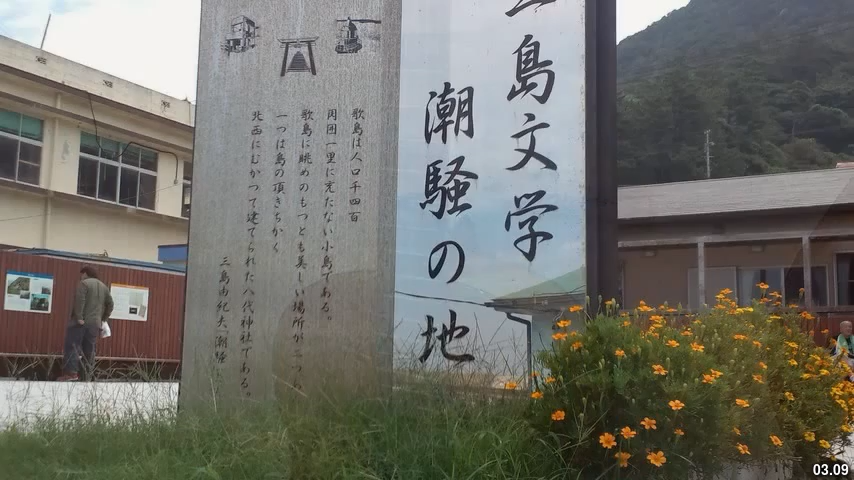 三島文学
潮騒の地
歌島は人口千四百
周囲一里に充たない小島である。
歌島に眺めのもつとも美しい場所が二つある
一つは島の頂きちかく
北西にむかつて建てられた八代神社である。
三島由紀夫「潮騒」
03.09